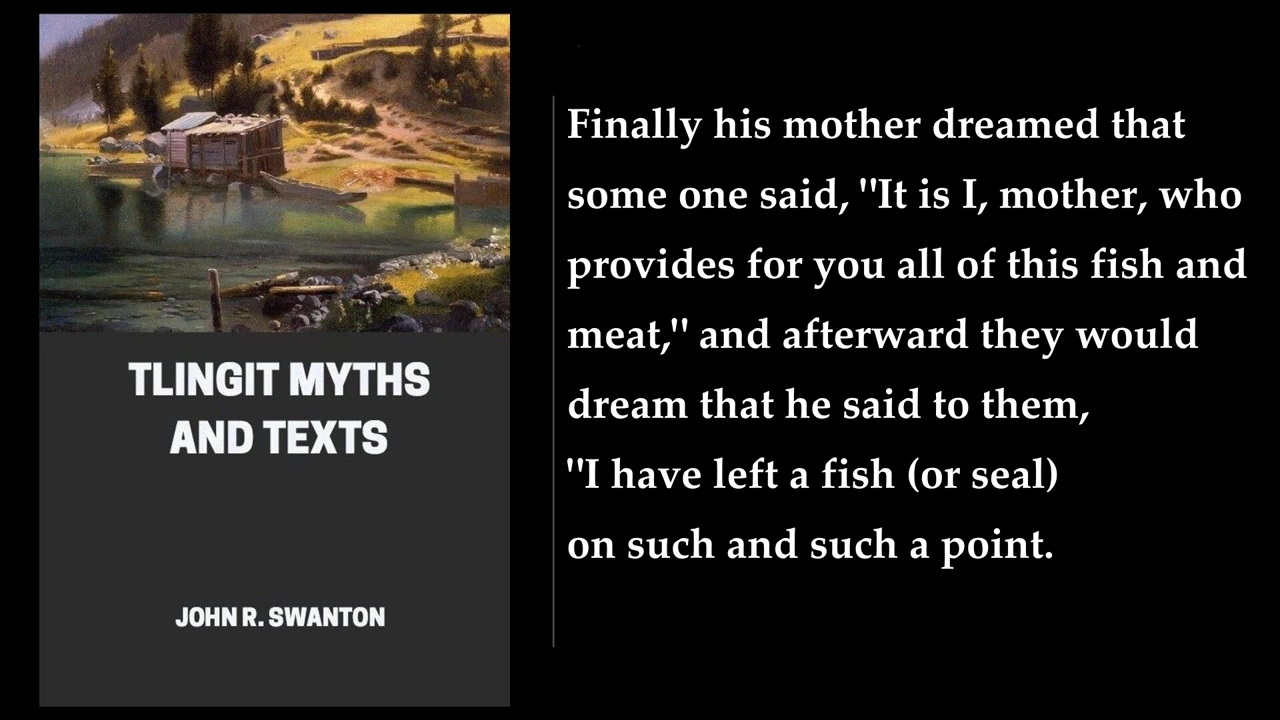 TLINGIT MYTHS
AND TEXTS
JOHN R. SWANTON
Finally his mother dreamed that
some one said, "It is I, mother, who
provides for you all of this fish and
meat," and afterward they would
dream that he said to them,
"I have left a fish (or seal)
on such and such a point.